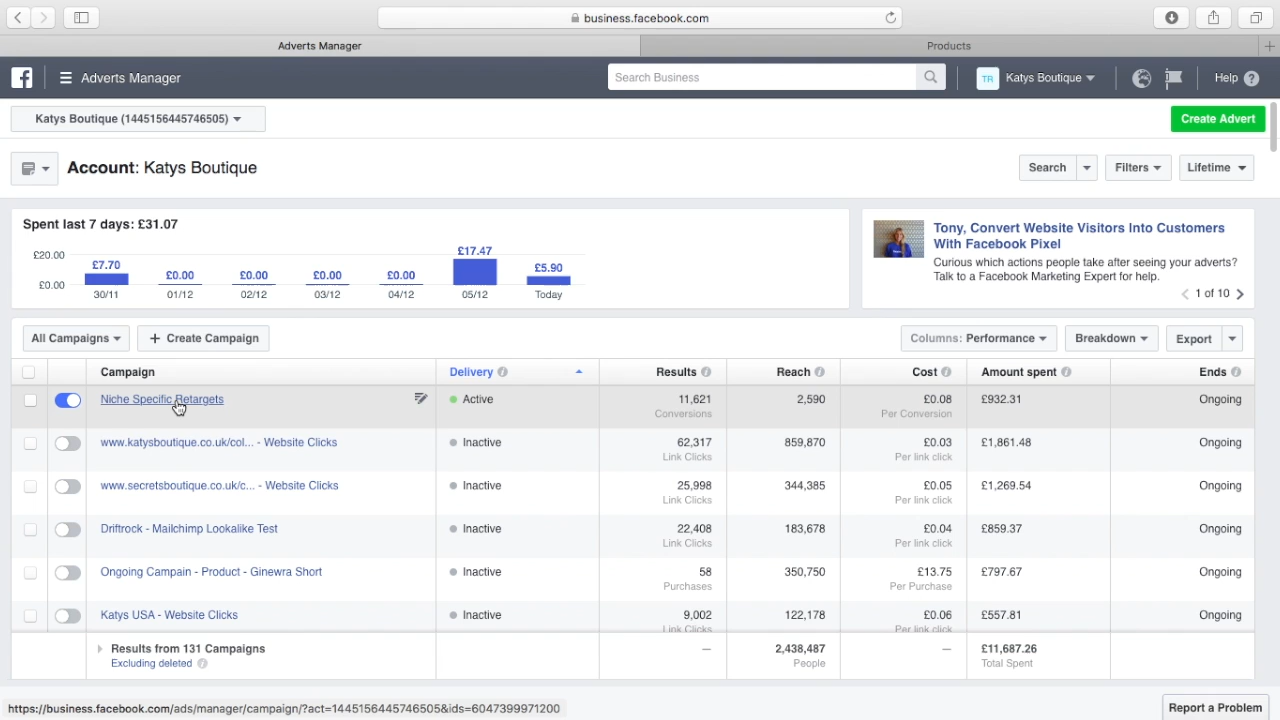 business.facebook.com
Adverts Manager
Products
Adverts Manager
Search Business
TR
Katys Boutique
Help
Katys Boutique (1445156445746505)
Create Advert
Account: Katys Boutique
Search
Filters
Lifetime
Spent last 7 days: £31.07
£20.00
£0.00
£7.70
£0.00
£0.00
£0.00
£0.00
£17.47
£5.90
30/11
01/12
02/12
03/12
04/12
05/12
Today
Tony, Convert Website Visitors Into Customers
With Facebook Pixel
Curious which actions people take after seeing your adverts?
Talk to a Facebook Marketing Expert for help.
1 of 10
All Campaigns
+ Create Campaign
Columns: Performance
Breakdown
Export
Campaign Delivery Results Reach Cost Amount spent Ends
Niche Specific Retargets Active 11,621 2,590 £0.08 £932.31 Ongoing
Conversions Per Conversion
www.katysboutique.co.uk/col... - Website Clicks Inactive 62,317 859,870 £0.03 £1,861.48 Ongoing
Link Clicks Per link click
www.secretsboutique.co.uk/c... - Website Clicks Inactive 25,998 344,385 £0.05 £1,269.54 Ongoing
Link Clicks Per link click
Driftrock - Mailchimp Lookalike Test Inactive 22,408 183,678 £0.04 £859.37 Ongoing
Link Clicks Per link click
Ongoing Campain - Product - Ginewra Short Inactive 58 350,750 £13.75 £797.67 Ongoing
Purchases Per Purchase
Katys USA - Website Clicks Inactive 9,002 122,178 £0.06 £557.81 Ongoing
Link Clicks Per link click
Results from 131 Campaigns — 2,438,487 — £11,687.26
Excluding deleted People Total Spent
https://business.facebook.com/ads/manager/campaign/?act=1445156445746505&ids=6047399971200
Report a Problem